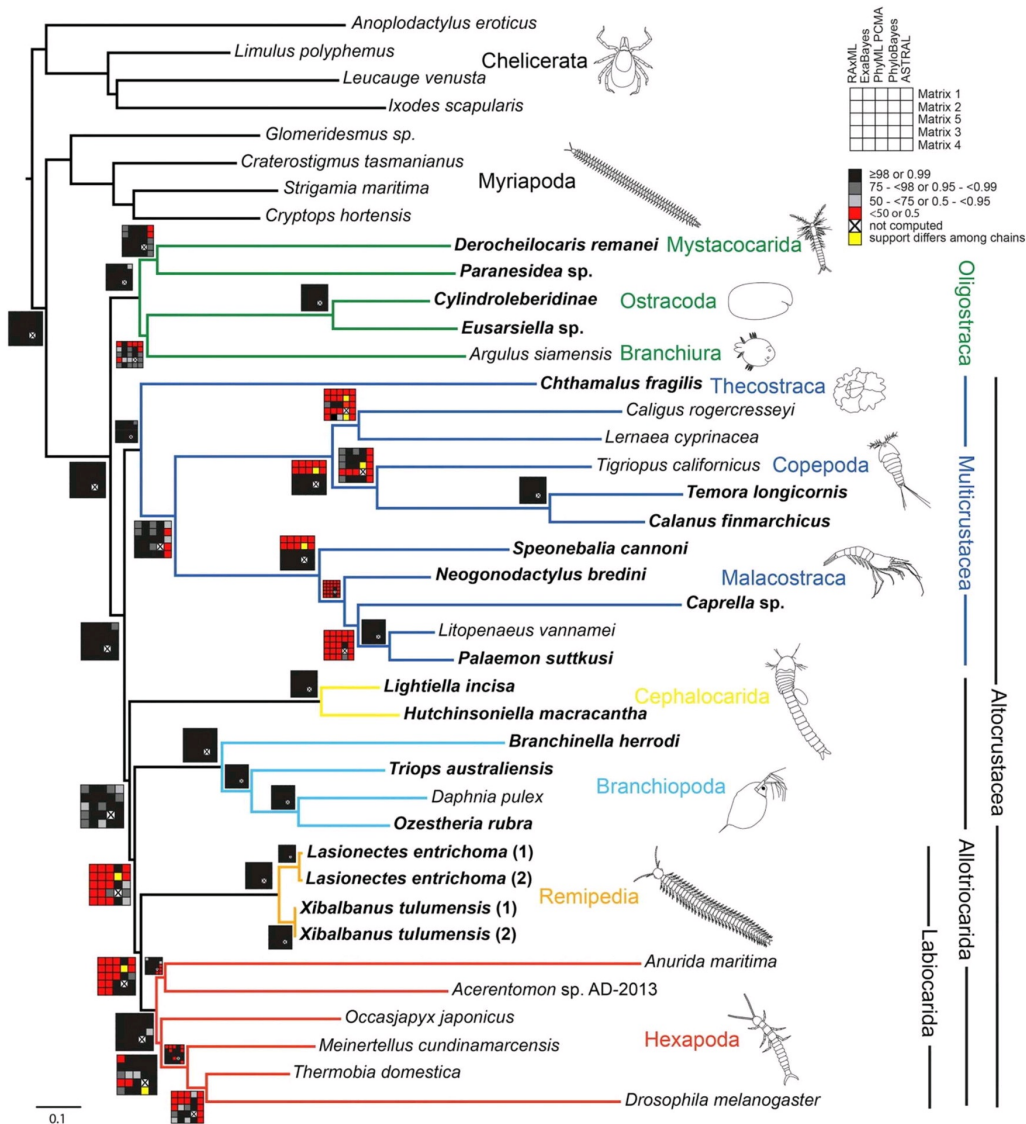 Anoplodactylus eroticus
Limulus polyphemus
Chelicerata
Leucauge venusta
Ixodes scapularis
RAxML
ExaBayes
PhyML PCMA
PhyloBayes
ASTRAL
Matrix 1
Matrix 2
Matrix 5
Matrix 3
Matrix 4
≥98 or 0.99
75 - <98 or 0.95 - <0.99
50 - <75 or 0.5 - <0.95
<50 or 0.5
not computed
support differs among chains
Glomeridesmus sp.
Craterostigmus tasmanianus
Myriapoda
Strigamia maritima
Cryptops hortensis
Derocheilocaris remanei
Mystacocarida
Paranesidea sp.
Cylindroleberidinae
Ostracoda
Eusarsiella sp.
Argulus siamensis
Branchiura
Oligostraca
Chthamalus fragilis
Thecostraca
Caligus rogercresseyi
Lernaea cyprinacea
Tigriopus californicus
Copepoda
Temora longicornis
Calanus finmarchicus
Multicrustacea
Speonebalia cannoni
Neogonodactylus bredini
Malacostraca
Caprella sp.
Litopenaeus vannamei
Palaemon suttkusi
Lightiella incisa
Cephalocarida
Hutchinsoniella macracantha
Altocrustacea
Branchinella herrodi
Triops australiensis
Branchiopoda
Daphnia pulex
Ozestheria rubra
Allotriocarida
Lasionectes entrichoma (1)
Lasionectes entrichoma (2)
Remipedia
Xibalbanus tulumensis (1)
Xibalbanus tulumensis (2)
Labiocarida
Anurida maritima
Acerentomon sp. AD-2013
Occasjapyx japonicus
Hexapoda
Meinertellus cundinamarcensis
Thermobia domestica
Drosophila melanogaster
0.1